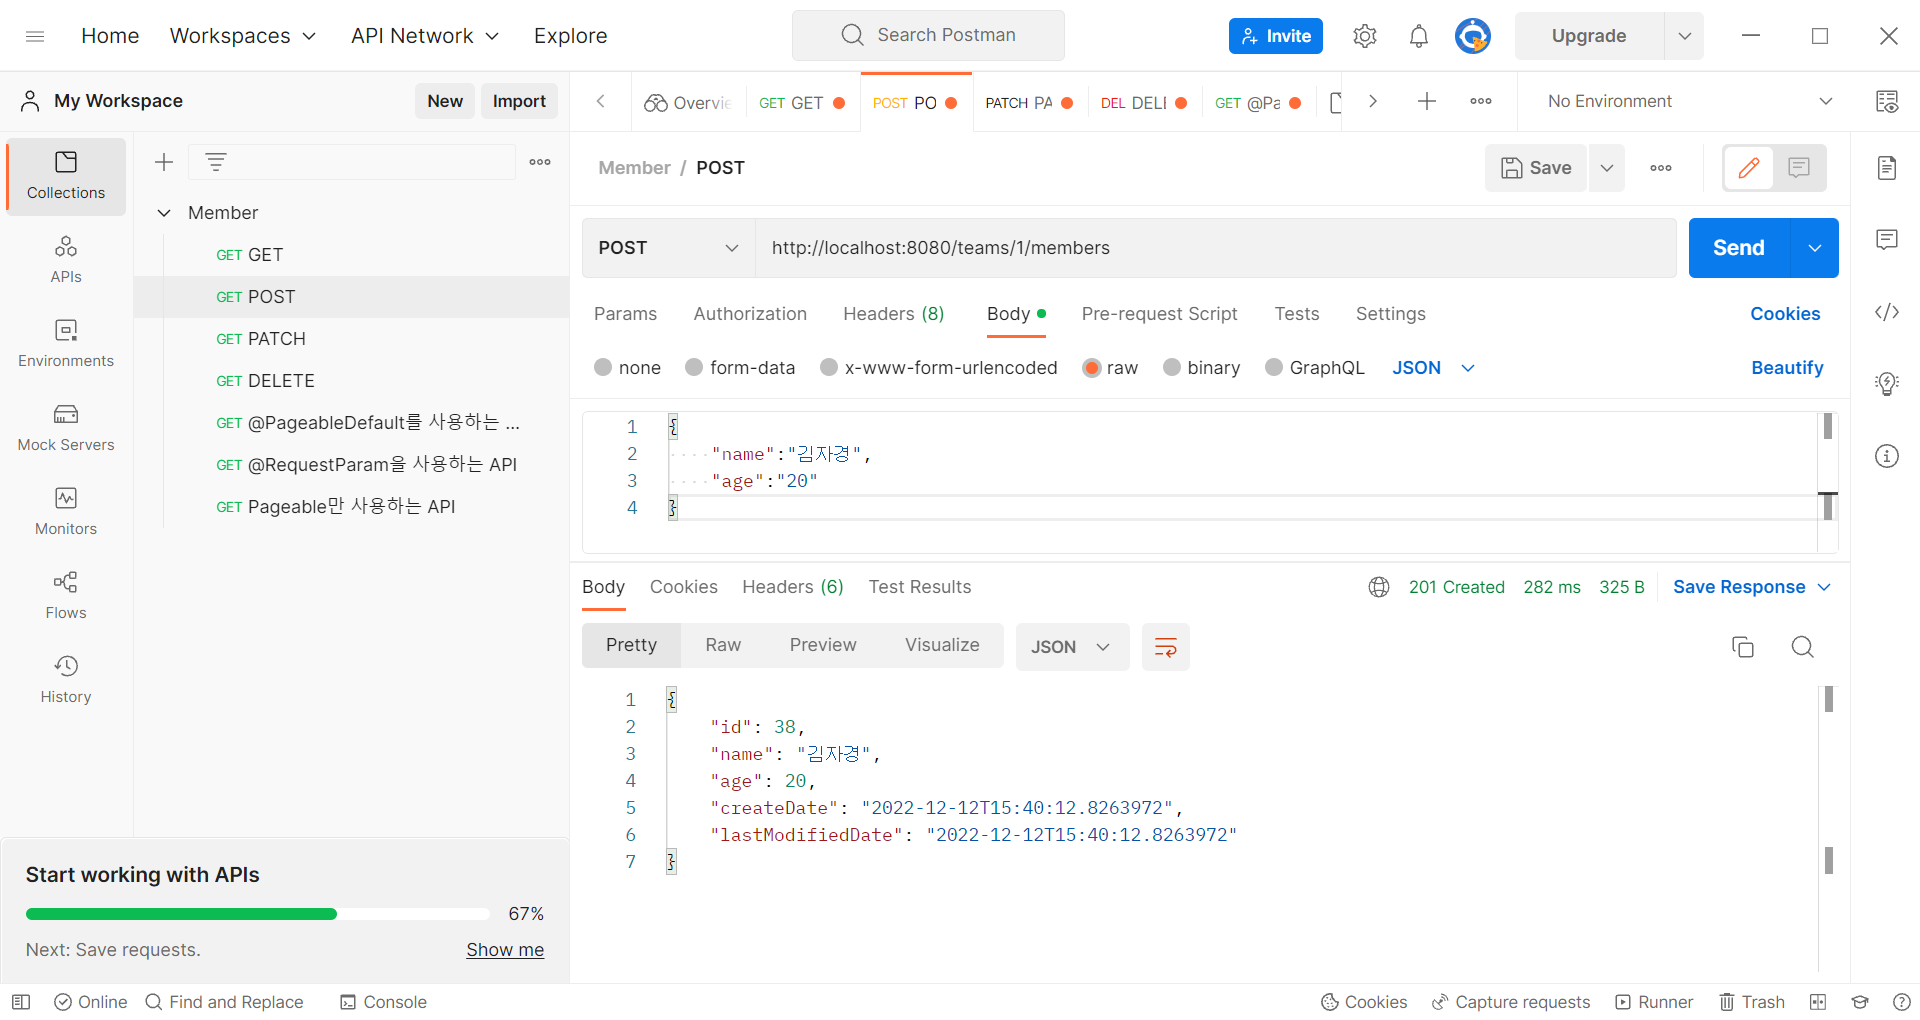 Home Workspaces API Network Explore Search Postman Invite Upgrade
My Workspace New Import Overvie GET GET POST PO PATCH PA DEL DELE GET @Pa No Environment
Collections
APIs
Environments
Mock Servers
Monitors
Flows
History
Member
GET GET
GET POST
GET PATCH
GET DELETE
GET @PageableDefault를 사용하는 ...
GET @RequestParam을 사용하는 API
GET Pageable만 사용하는 API
Start working with APIs
67%
Next: Save requests. Show me
Member / POST Save
POST http://localhost:8080/teams/1/members Send
Params Authorization Headers (8) Body Pre-request Script Tests Settings Cookies
none form-data x-www-form-urlencoded raw binary GraphQL JSON Beautify
1 {
2 "name":"김자경",
3 "age":"20"
4 }
Body Cookies Headers (6) Test Results 201 Created 282 ms 325 B Save Response
Pretty Raw Preview Visualize JSON
1 {
2 "id": 38,
3 "name": "김자경",
4 "age": 20,
5 "createDate": "2022-12-12T15:40:12.8263972",
6 "lastModifiedDate": "2022-12-12T15:40:12.8263972"
7 }
Online Find and Replace Console Cookies Capture requests Runner Trash